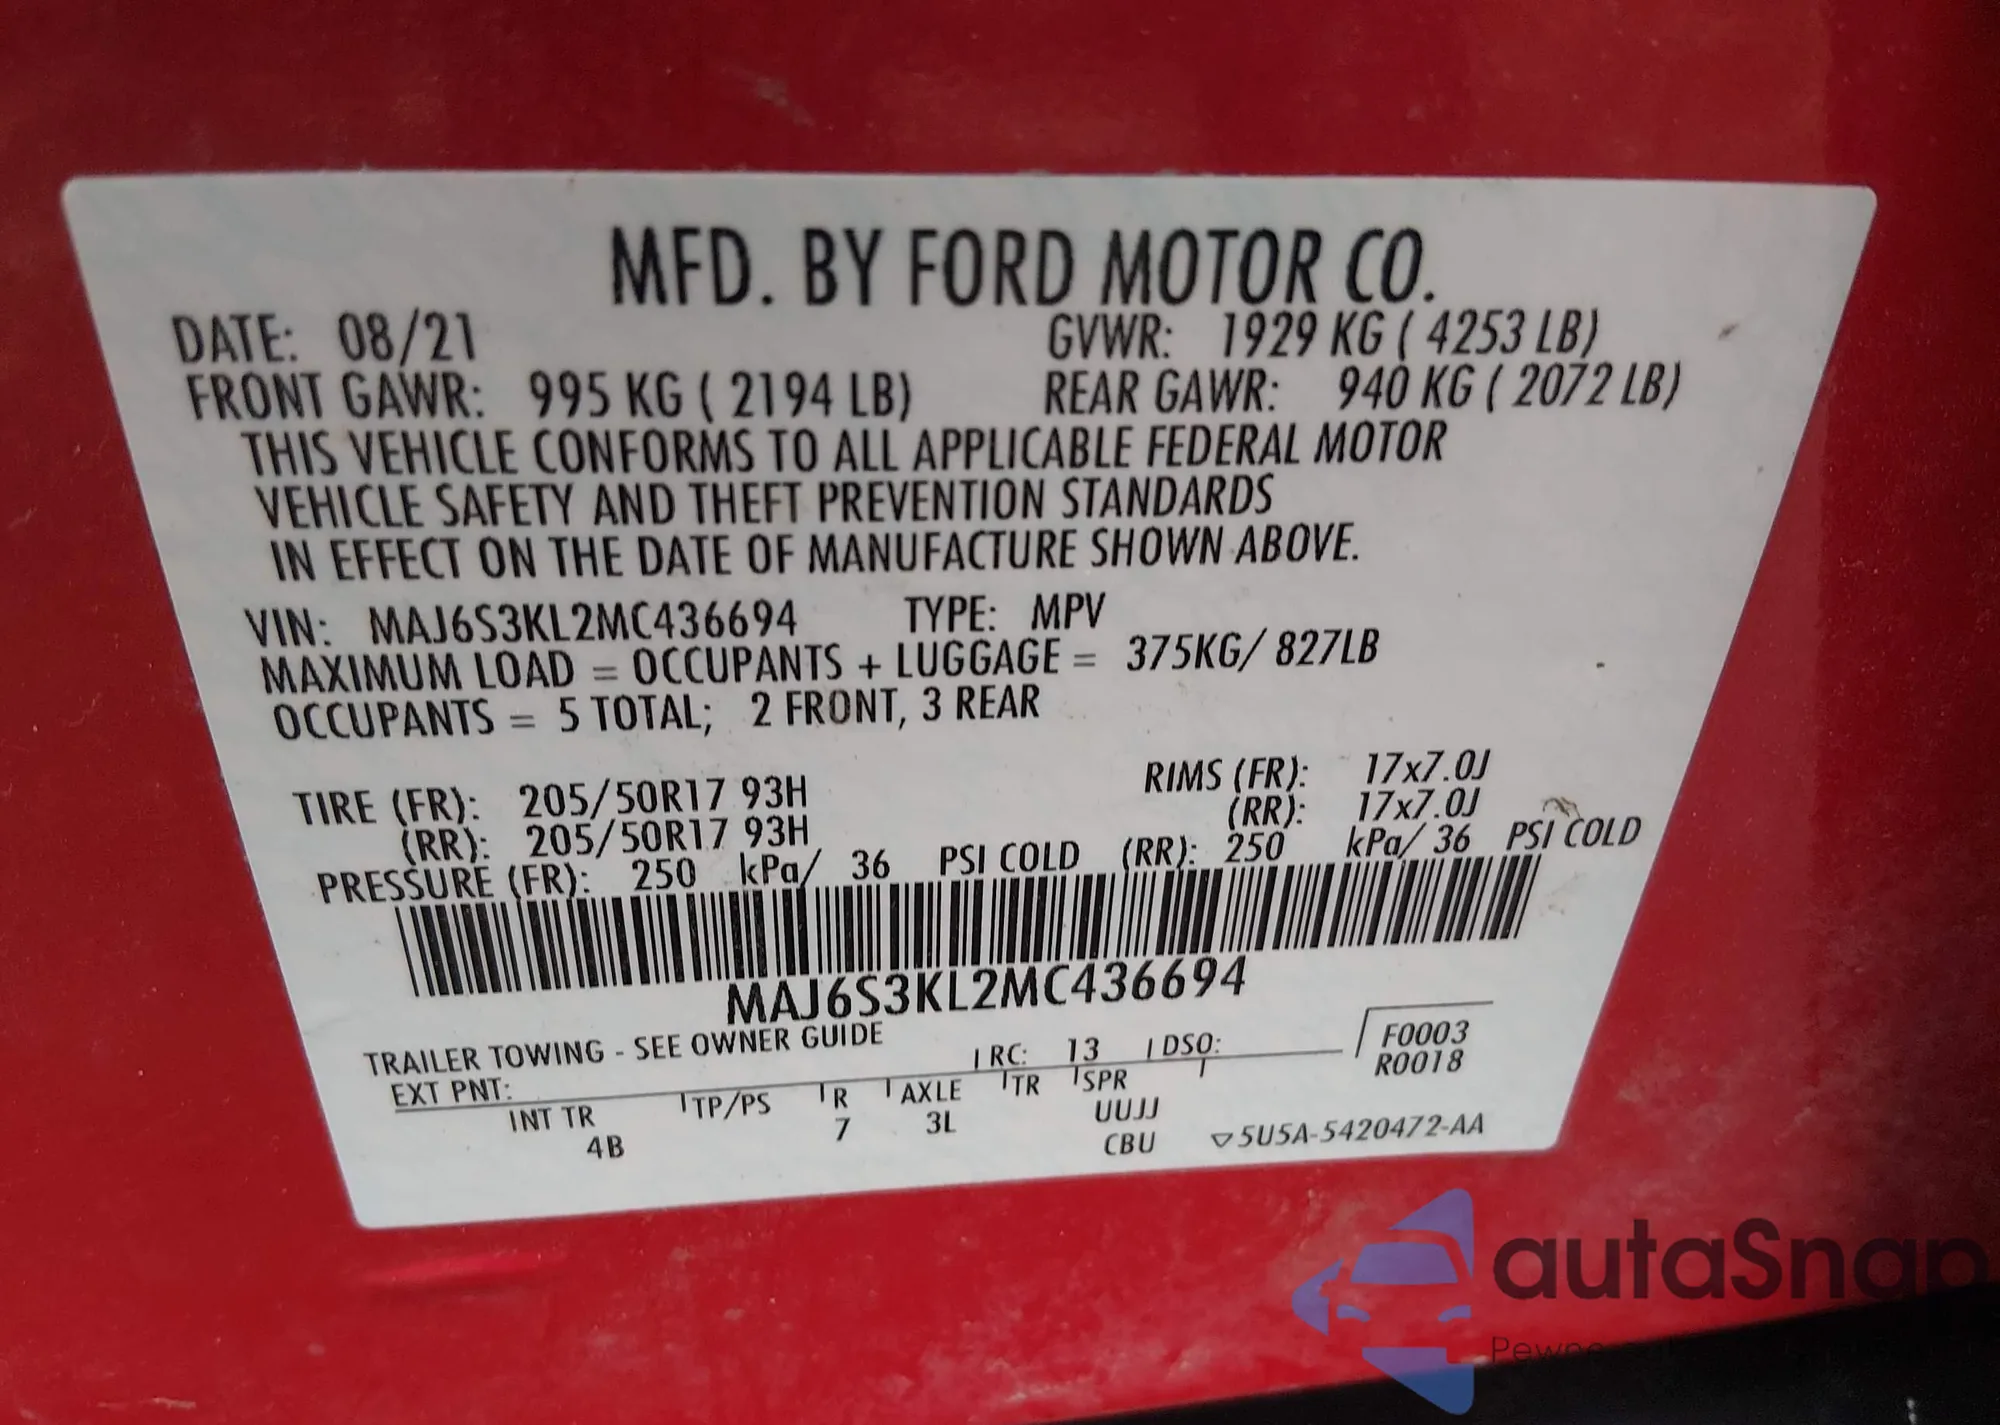 MFD. BY FORD MOTOR CO.
DATE: 08/21 GVWR: 1929 KG ( 4253 LB)
FRONT GAWR: 995 KG ( 2194 LB) REAR GAWR: 940 KG ( 2072 LB)
THIS VEHICLE CONFORMS TO ALL APPLICABLE FEDERAL MOTOR
VEHICLE SAFETY AND THEFT PREVENTION STANDARDS
IN EFFECT ON THE DATE OF MANUFACTURE SHOWN ABOVE.
VIN: MAJ6S3KL2MC436694 TYPE: MPV
MAXIMUM LOAD = OCCUPANTS + LUGGAGE = 375KG/ 827LB
OCCUPANTS = 5 TOTAL; 2 FRONT, 3 REAR
TIRE (FR): 205/50R17 93H RIMS (FR): 17x7.0J
(RR): 205/50R17 93H (RR): 17x7.0J
PRESSURE (FR): 250 kPa/ 36 PSI COLD (RR): 250 kPa/ 36 PSI COLD
MAJ6S3KL2MC436694
TRAILER TOWING - SEE OWNER GUIDE
EXT PNT: RC: 13 DSO: F0003
R0018
INT TR TP/PS R AXLE TR SPR
4B 7 3L UUJJ
CBU 5U5A-5420472-AA
autaSnap